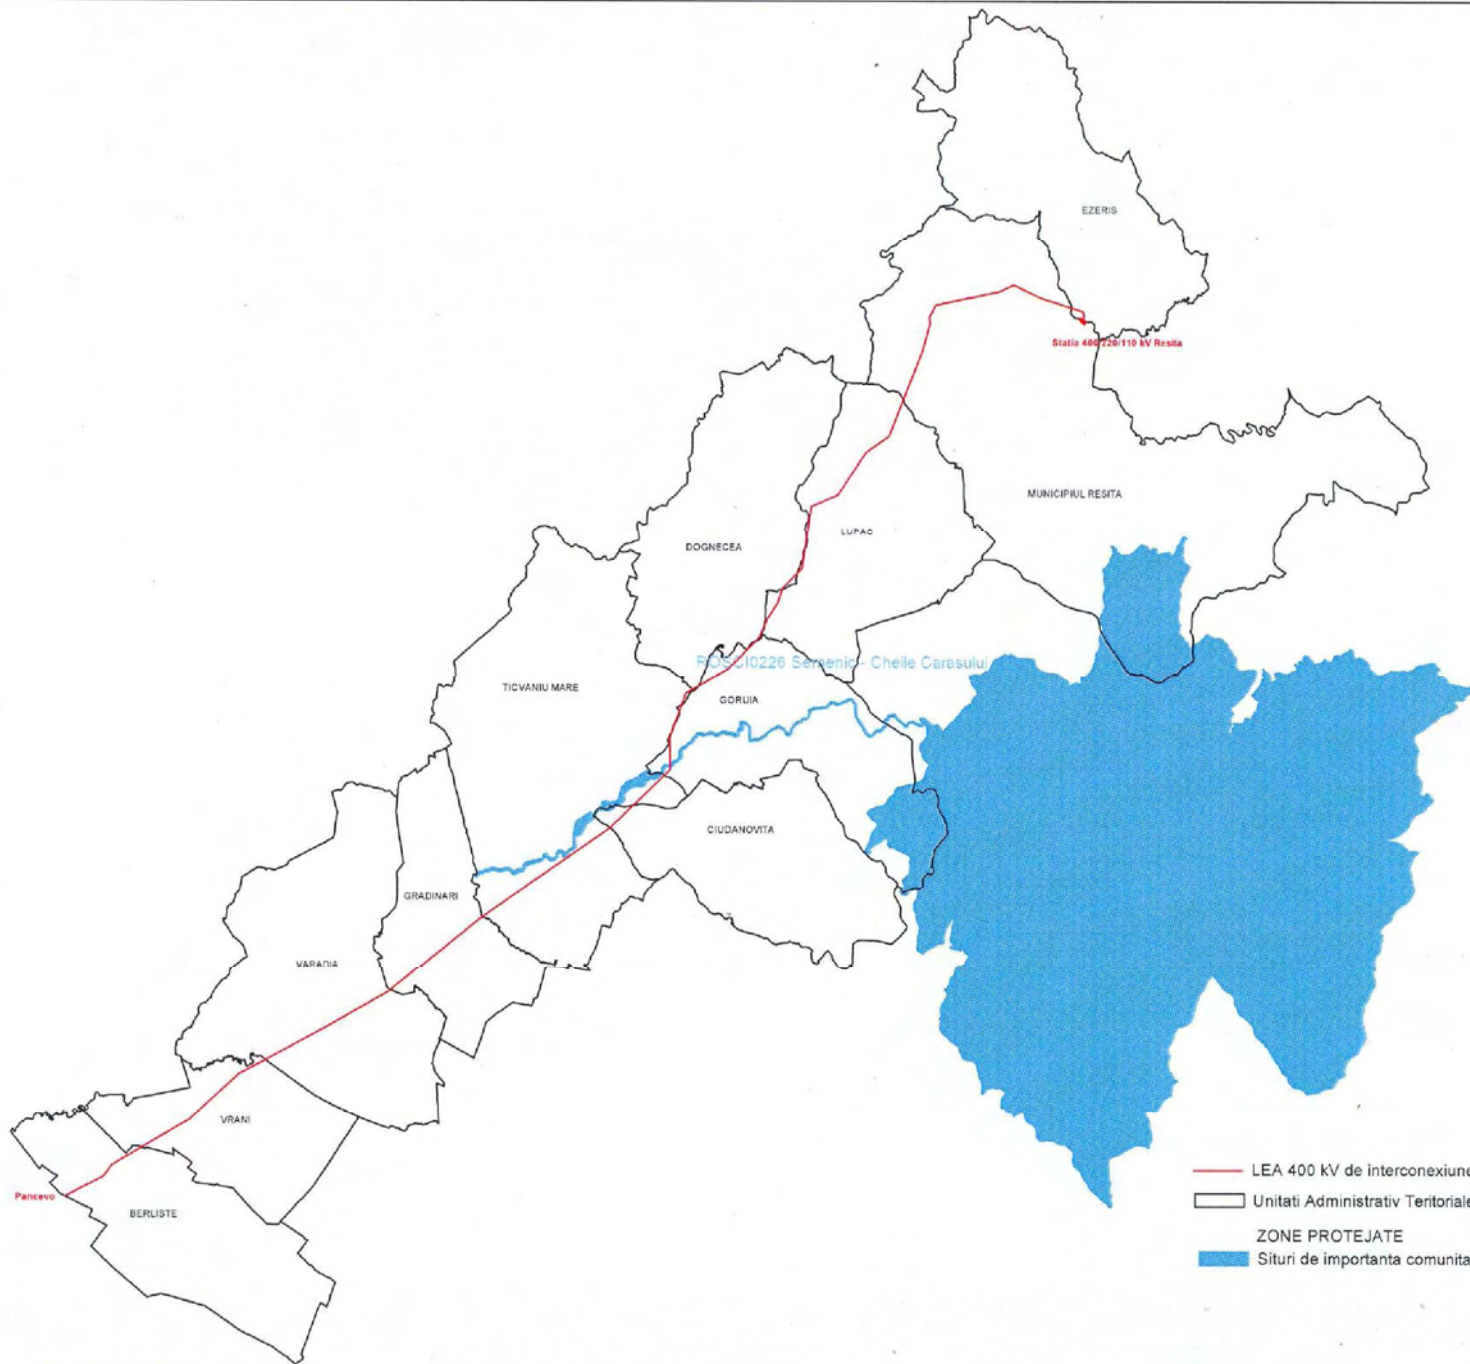 EZERIS
Statia 400/220/110 kV Resita
MUNICIPIUL RESITA
LUPAC
DOGNECEA
ROSCI0226 Semenic - Cheile Carasului
TICVANIU MARE
GORUIA
CIUDANOVITA
GRADINARI
VARADIA
VRANI
Pancevo
BERLISTE
LEA 400 kV de interconexiune
Unitati Administrativ Teritoriale
ZONE PROTEJATE
Situri de importanta comunita